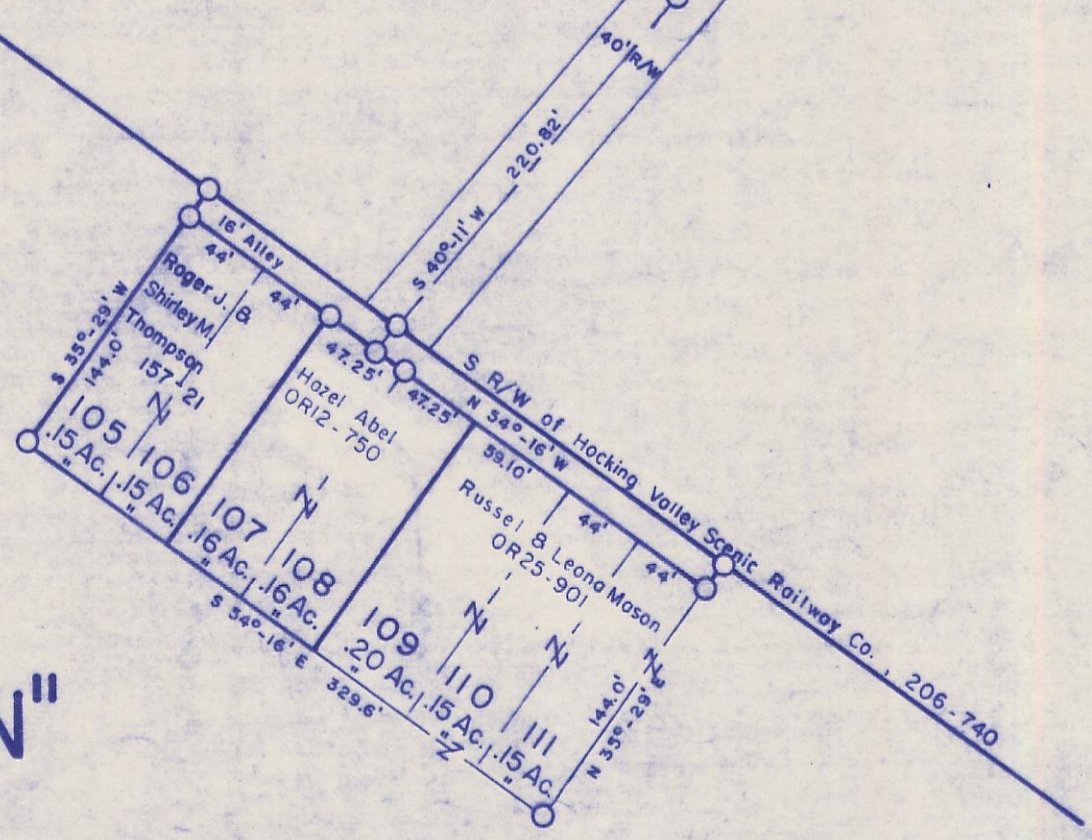 40' R/W
220.82'
S 40°-11' W
16' Alley
44'
44'
Roger J. &
Shirley M.
Thompson
157, 21
S 35°-29' W
144.0'
47.25'
47.25'
Hazel Abel
OR12-750
S R/W of Hocking Valley Scenic Railway Co., 206-740
N 54°-16' W
59.10'
44'
44'
Russel & Leona Mason
OR25-901
105
.15 Ac.
"
106
.15 Ac.
"
107
.16 Ac.
"
108
.16 Ac.
"
109
.20 Ac.
"
110
.15 Ac.
"
111
.15 Ac.
"
S 54°-16' E
329.6'
144.0'
N 35°-29' E
"